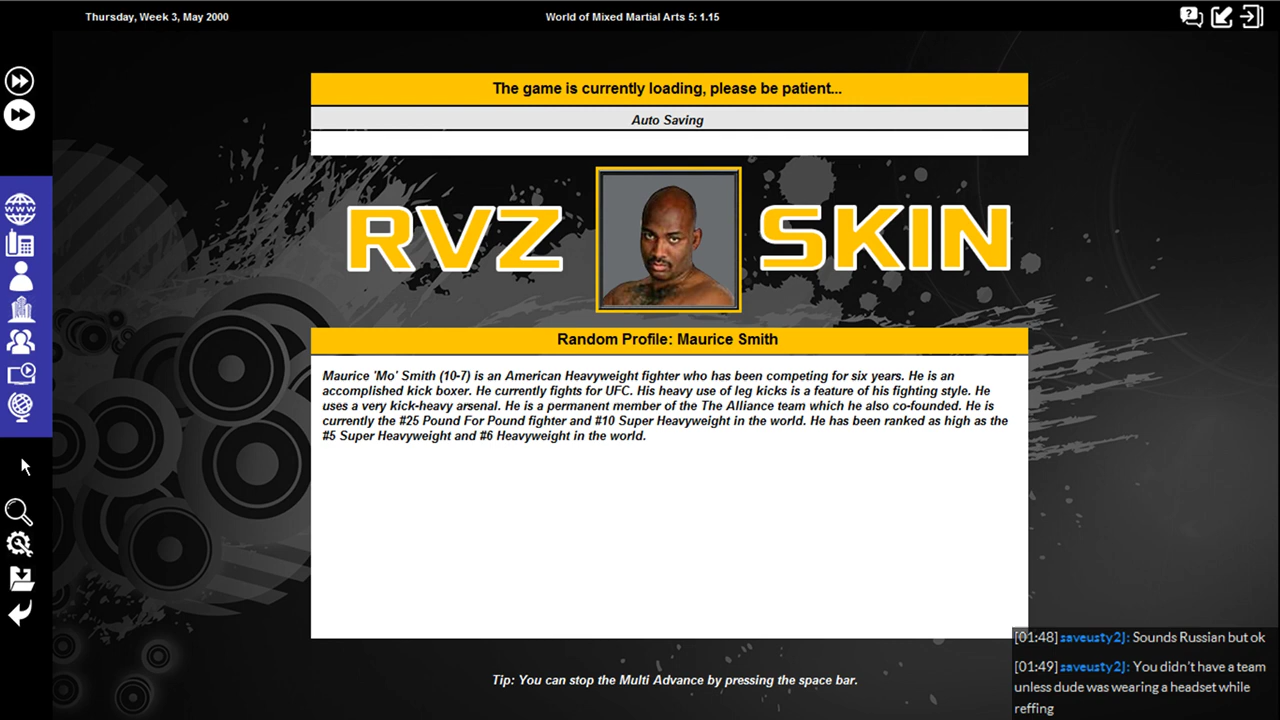 Thursday, Week 3, May 2000
World of Mixed Martial Arts 5: 1.15
The game is currently loading, please be patient...
Auto Saving
RVZ SKIN
Random Profile: Maurice Smith
Maurice 'Mo' Smith (10-7) is an American Heavyweight fighter who has been competing for six years. He is an
accomplished kick boxer. He currently fights for UFC. His heavy use of leg kicks is a feature of his fighting style. He
uses a very kick-heavy arsenal. He is a permanent member of the The Alliance team which he also co-founded. He is
currently the #25 Pound For Pound fighter and #10 Super Heavyweight in the world. He has been ranked as high as the
#5 Super Heavyweight and #6 Heavyweight in the world.
[01:48] saveusty2J: Sounds Russian but ok
[01:49] saveusty2J: You didn't have a team
unless dude was wearing a headset while
reffing
Tip: You can stop the Multi Advance by pressing the space bar.
WWW